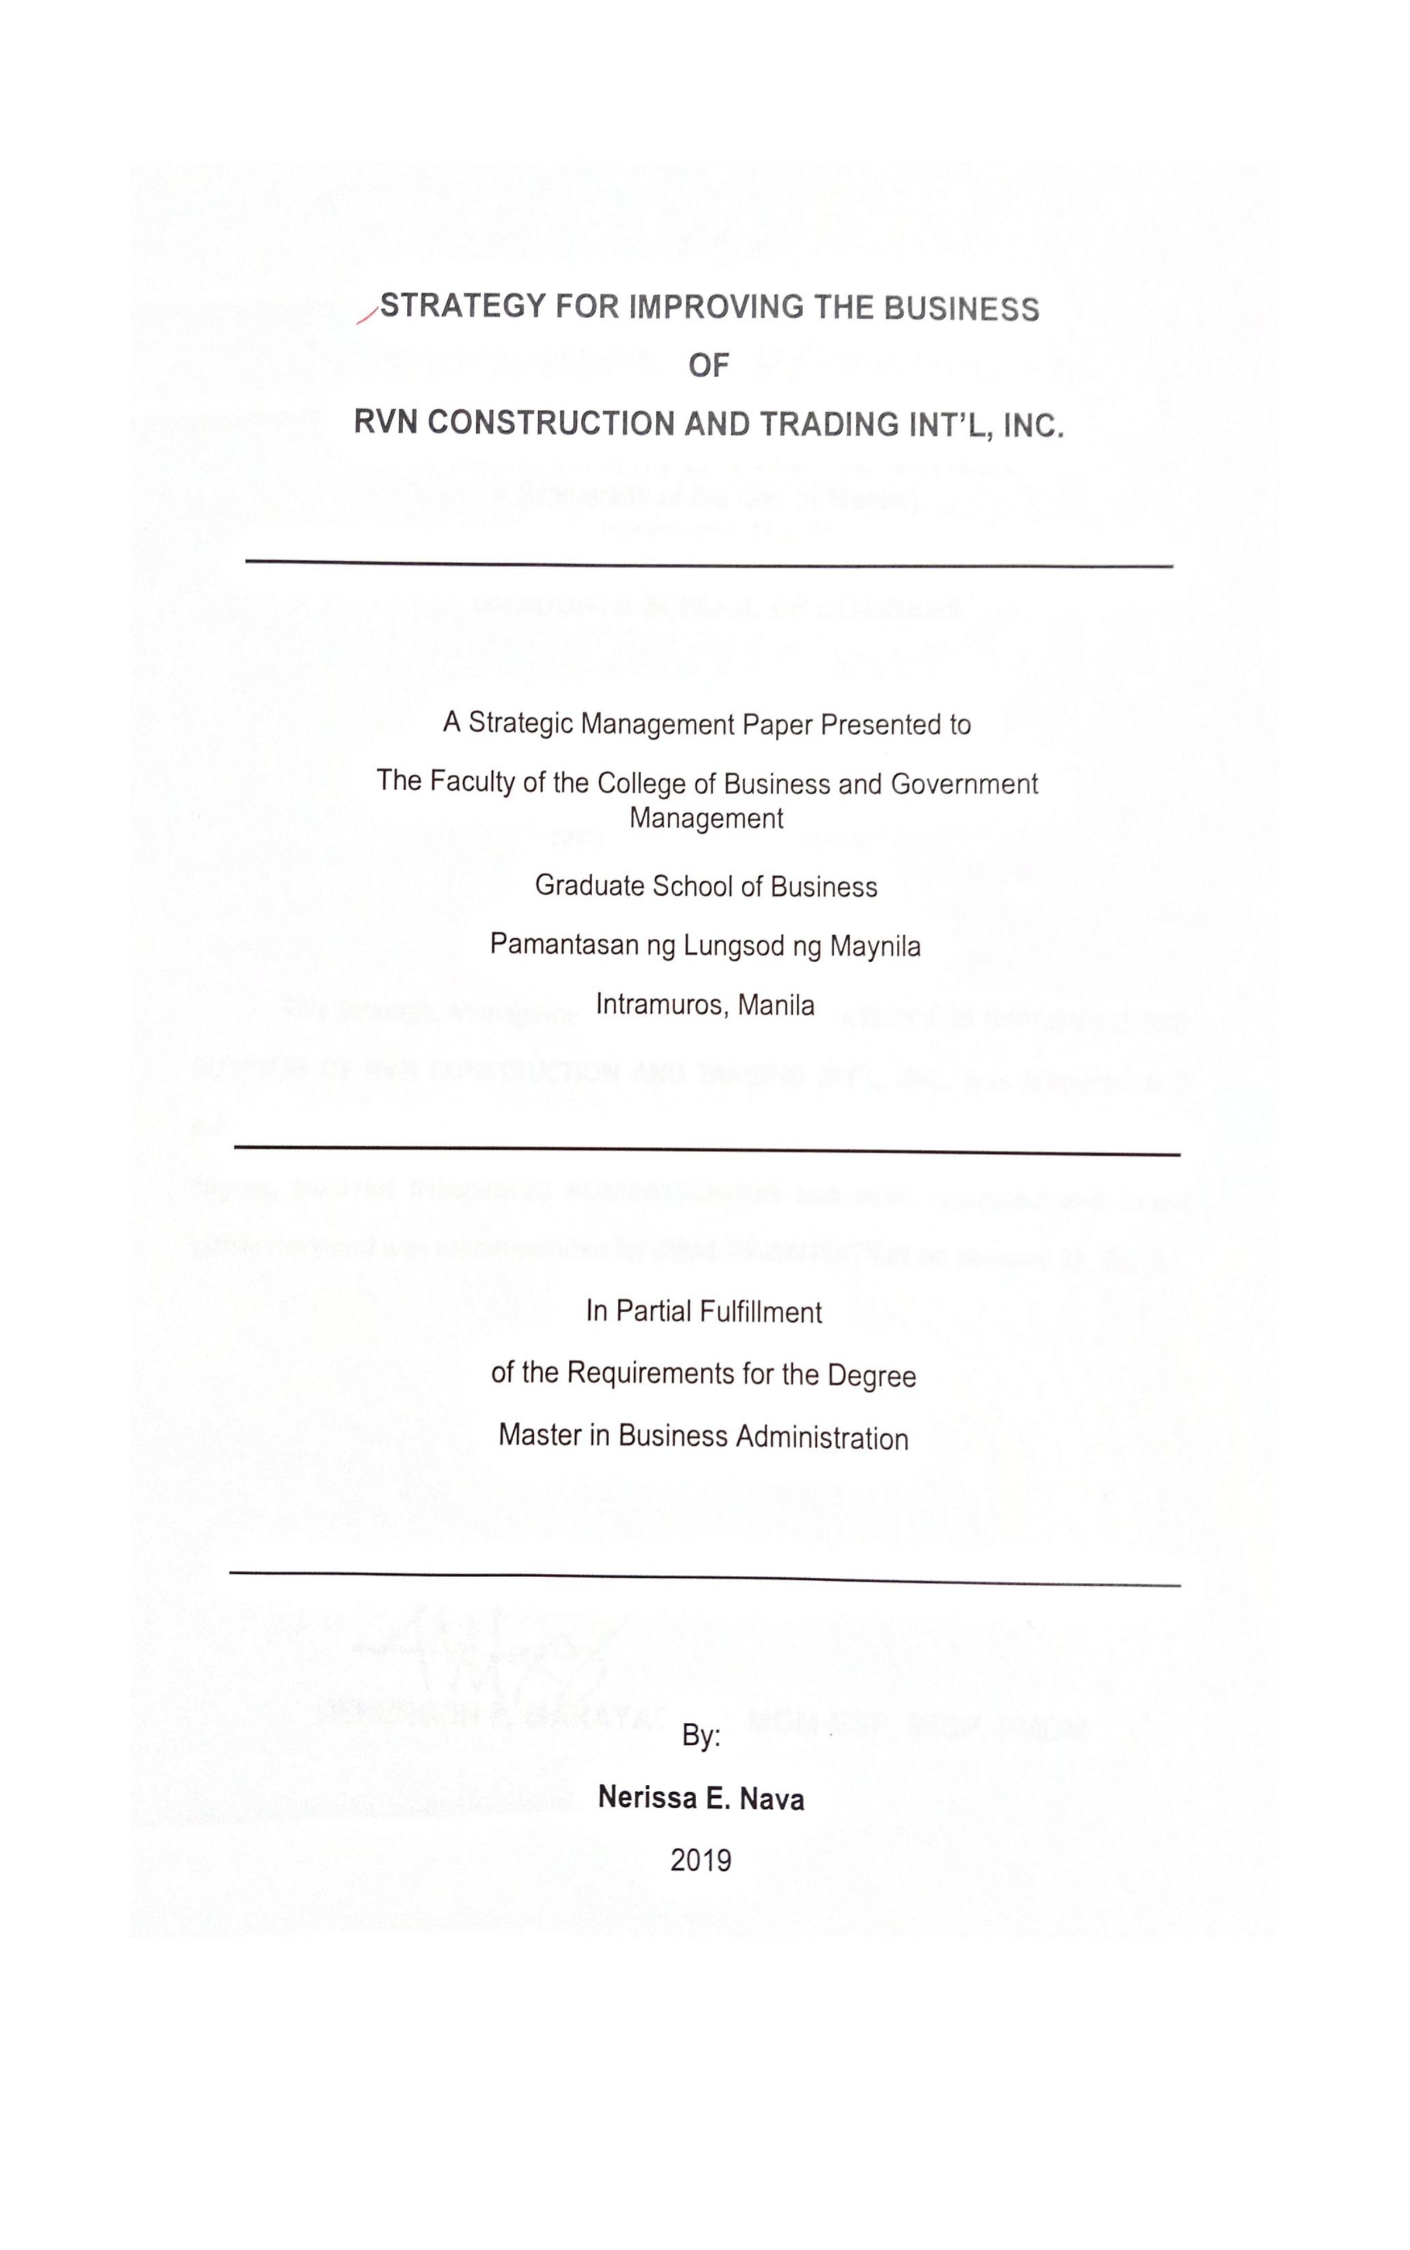 STRATEGY FOR IMPROVING THE BUSINESS
OF
RVN CONSTRUCTION AND TRADING INT'L, INC.
A Strategic Management Paper Presented to
The Faculty of the College of Business and Government
Management
Graduate School of Business
Pamantasan ng Lungsod ng Maynila
Intramuros, Manila
In Partial Fulfillment
of the Requirements for the Degree
Master in Business Administration
By:
Nerissa E. Nava
2019